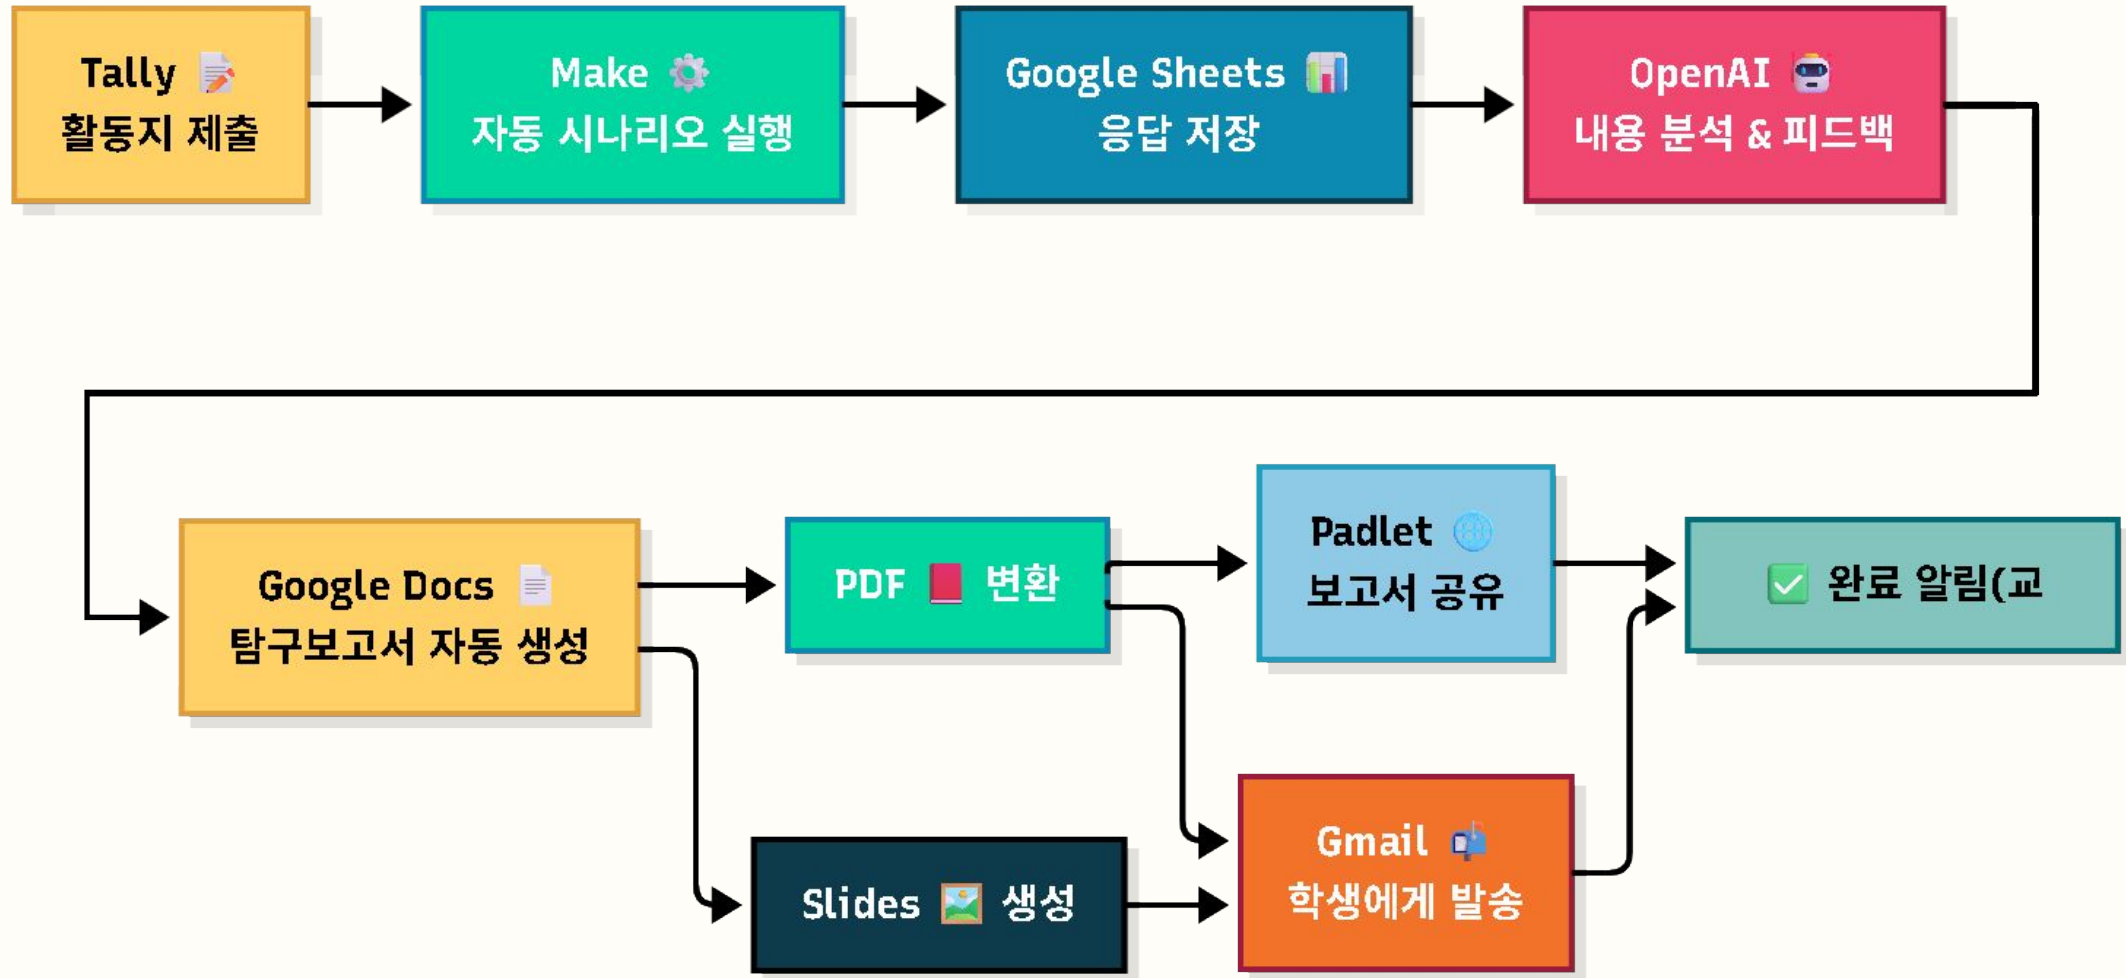 Tally 📝
활동지 제출
Make ⚙️
자동 시나리오 실행
Google Sheets 📊
응답 저장
OpenAI 🤖
내용 분석 & 피드백
Google Docs 📄
탐구보고서 자동 생성
PDF 📕 변환
Padlet 🌐
보고서 공유
✅ 완료 알림(교
Slides 🖼️ 생성
Gmail 📬
학생에게 발송